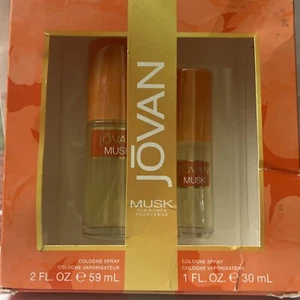 JŌVAN
MUSK
FOR WOMEN
POUR FEMME
JŌVAN
MUSK
JOVAN
MUSK
COLOGNE SPRAY
COLOGNE VAPORISATEUR
2 FL. OZ. ℮ 59 mL
COLOGNE SPRAY
COLOGNE VAPORISATEUR
1 FL. OZ. ℮ 30 mL